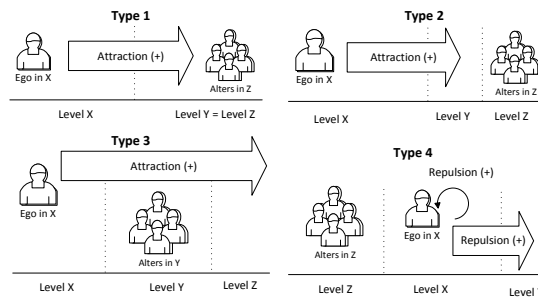 Type 1
Attraction (+)
Ego in X
Alters in Z
Level X
Level Y = Level Z
Type 2
Attraction (+)
Ego in X
Alters in Z
Level X
Level Y
Level Z
Type 3
Attraction (+)
Ego in X
Alters in Y
Level X
Level Y
Level Z
Type 4
Repulsion (+)
Ego in X
Alters in Z
Repulsion (+)
Level Z
Level X
Level